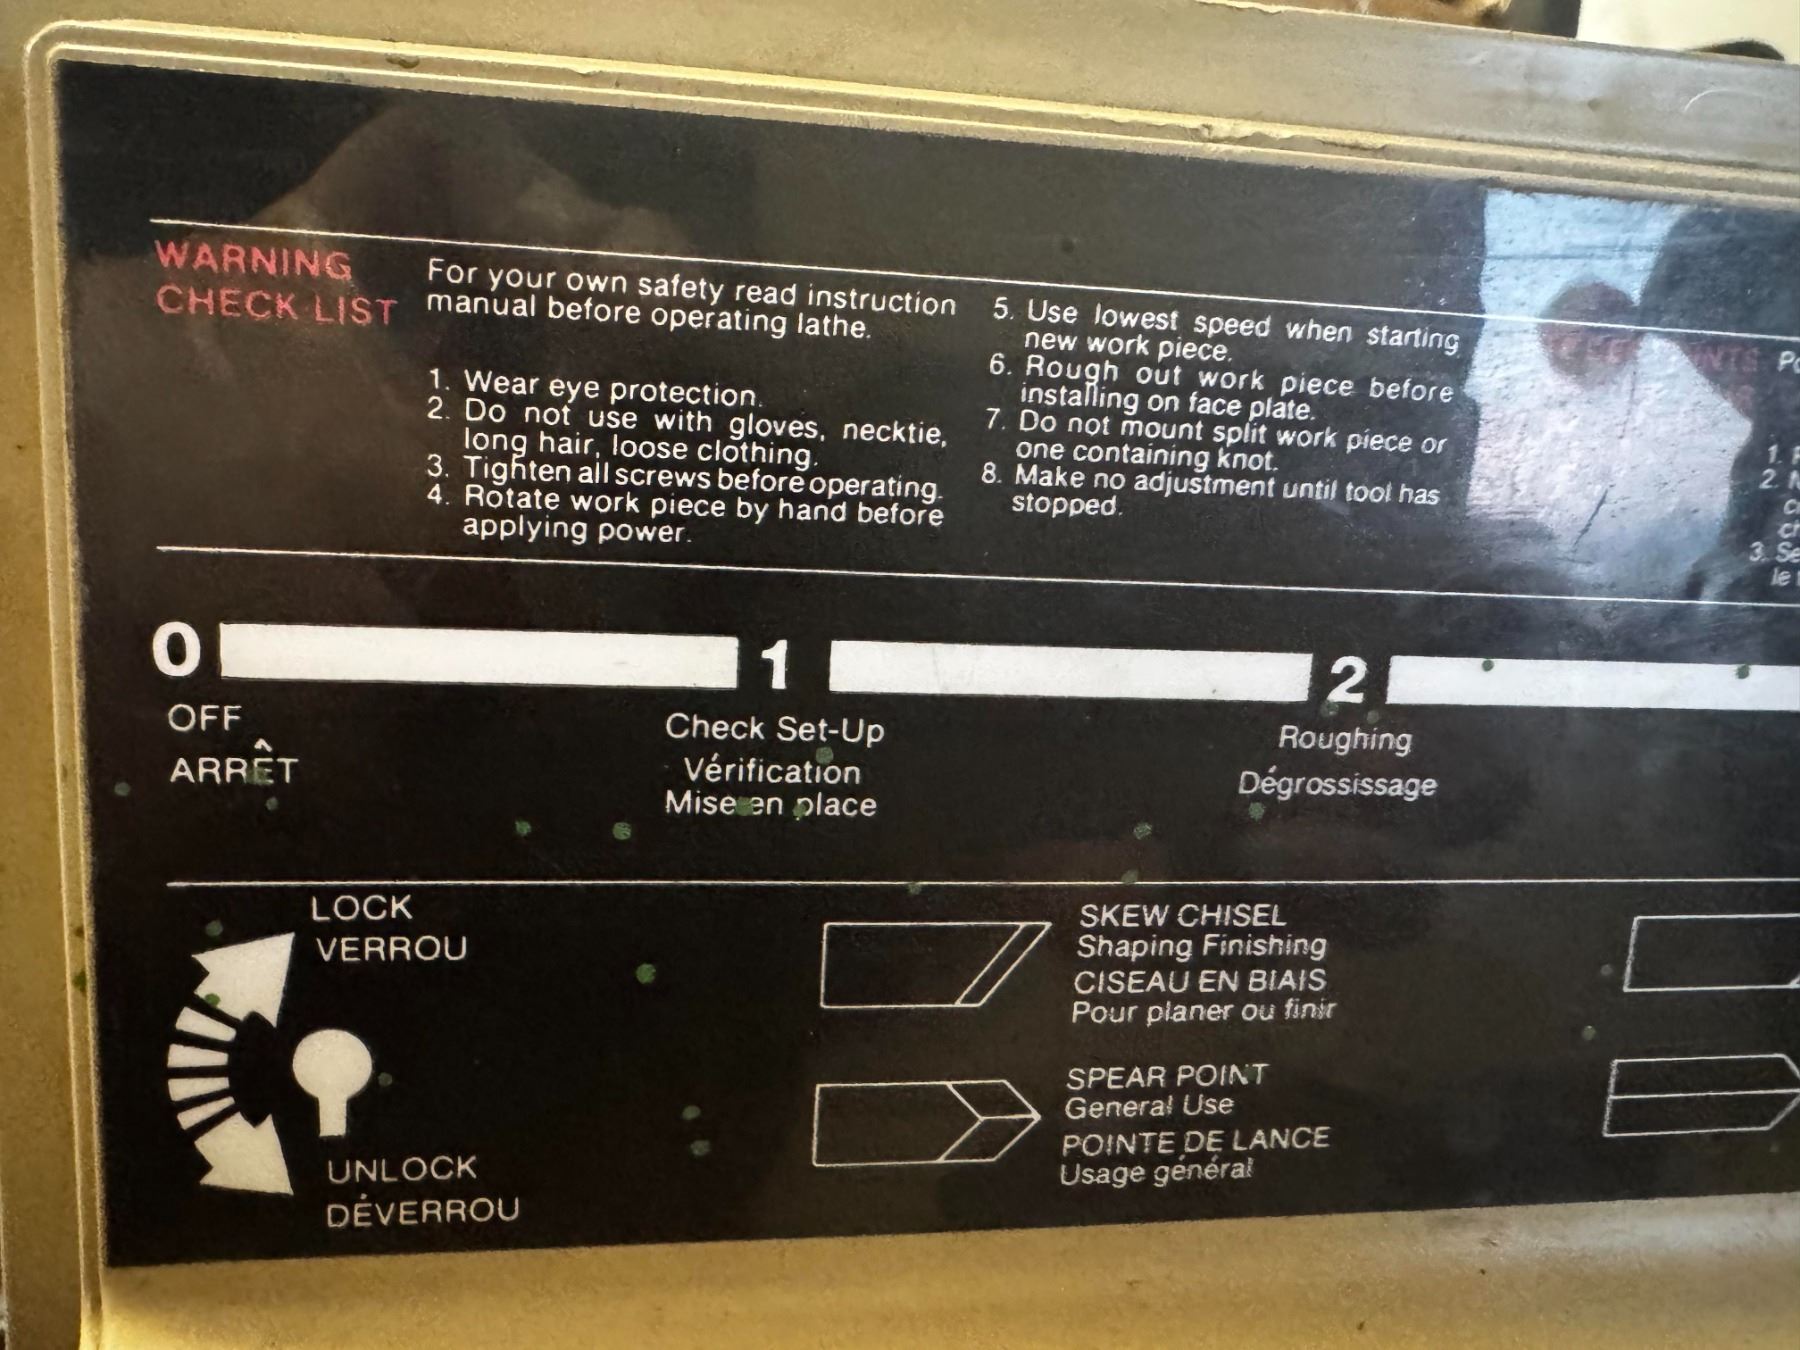 WARNING
CHECK LIST
For your own safety read instruction
manual before operating lathe.
1. Wear eye protection.
2. Do not use with gloves, necktie,
long hair, loose clothing.
3. Tighten all screws before operating.
4. Rotate work piece by hand before
applying power.
5. Use lowest speed when starting
new work piece.
6. Rough out work piece before
installing on face plate.
7. Do not mount split work piece or
one containing knot.
8. Make no adjustment until tool has
stopped.
1.
2.
3.
le
0 1 2
OFF
ARRÊT
Check Set-Up
Vérification
Mise en place
Roughing
Dégrossissage
LOCK
VERROU
UNLOCK
DÉVERROU
SKEW CHISEL
Shaping Finishing
CISEAU EN BIAIS
Pour planer ou finir
SPEAR POINT
General Use
POINTE DE LANCE
Usage général